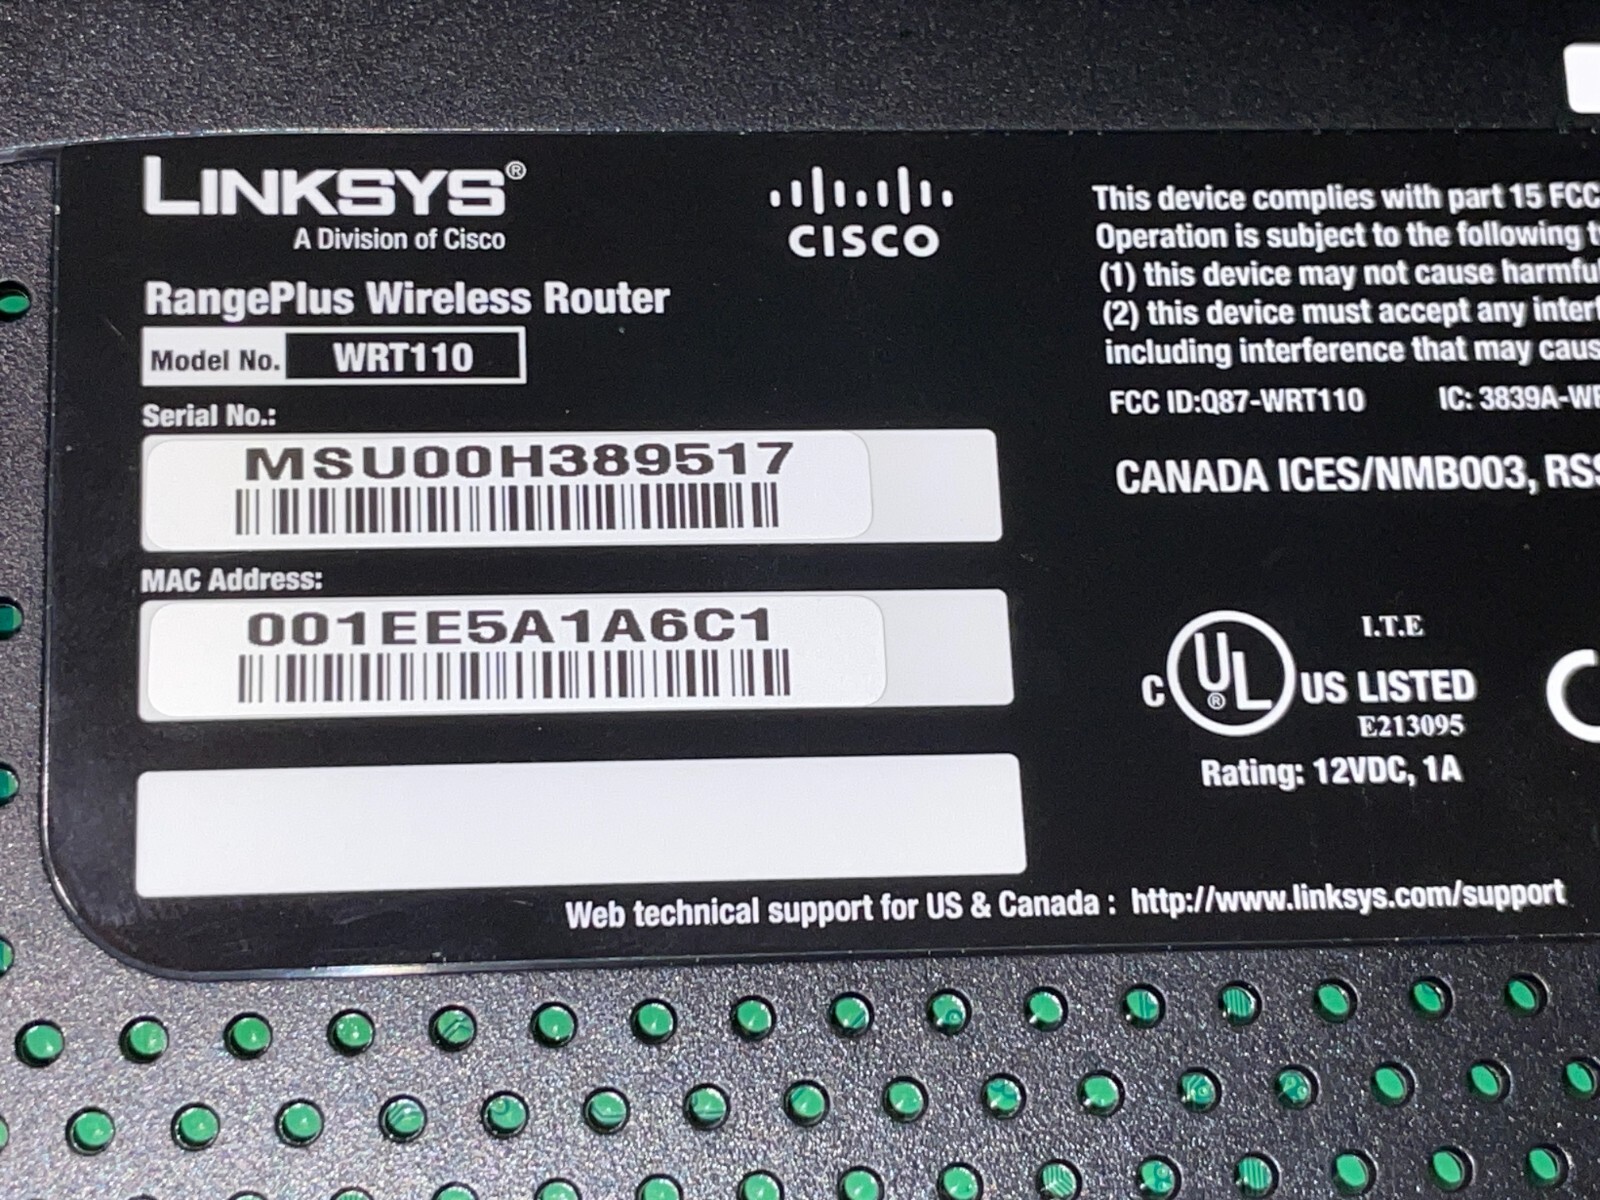 LINKSYS®
A Division of Cisco
CISCO
RangePlus Wireless Router
Model No. WRT110
Serial No.:
MSU00H389517
MAC Address:
001EE5A1A6C1
This device complies with part 15 FCC
Operation is subject to the following
(1) this device may not cause harmful
(2) this device must accept any
including interference that may
FCC ID:Q87-WRT110 IC: 3839A-
CANADA ICES/NMB003,
I.T.E
C UL® US LISTED
E213095
Rating: 12VDC, 1A
Web technical support for US & Canada : http://www.linksys.com/support